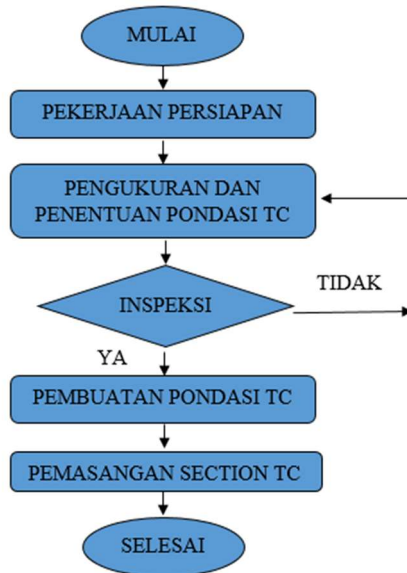 MULAI
PEKERJAAN PERSIAPAN
PENGUKURAN DAN
PENENTUAN PONDASI TC
INSPEKSI
TIDAK
YA
PEMBUATAN PONDASI TC
PEMASANGAN SECTION TC
SELESAI